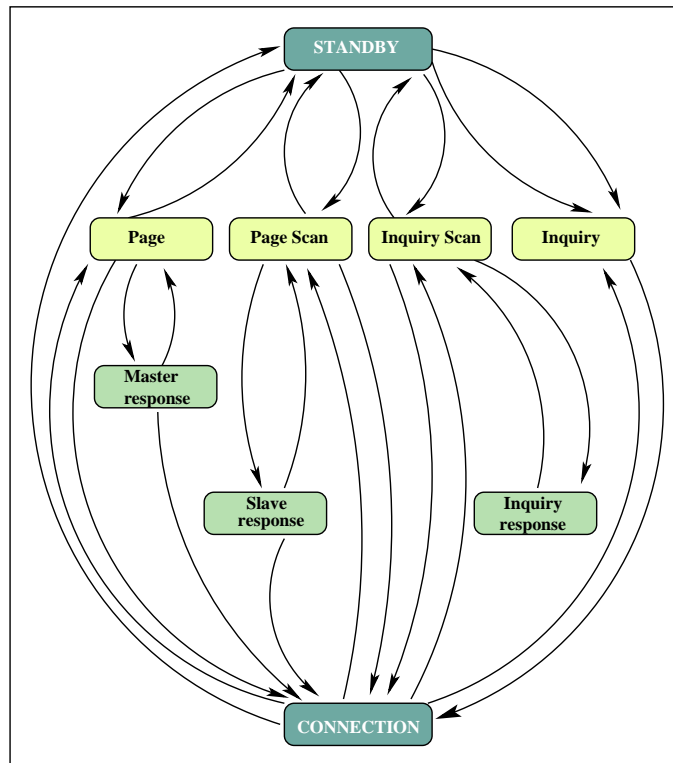 STANDBY
Page
Page Scan
Inquiry Scan
Inquiry
Master
response
Slave
response
Inquiry
response
CONNECTION